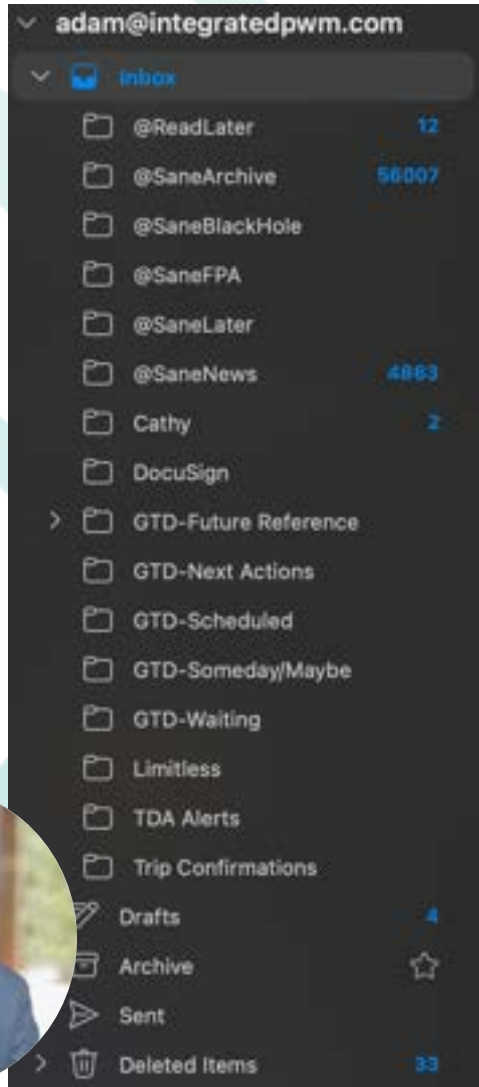 adam@integratedpwm.com
Inbox
@ReadLater 12
@SaneArchive 56007
@SaneBlackHole
@SaneFPA
@SaneLater
@SaneNews 4883
Cathy 2
DocuSign
GTD-Future Reference
GTD-Next Actions
GTD-Scheduled
GTD-Someday/Maybe
GTD-Waiting
Limitless
TDA Alerts
Trip Confirmations
Drafts 4
Archive
Sent
Deleted Items 33